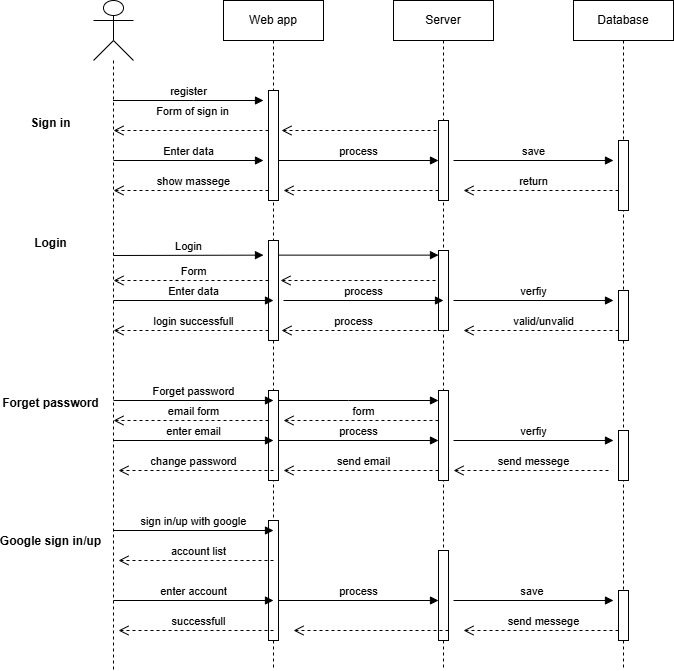 Web app
Server
Database
register
Form of sign in
Sign in
Enter data
process
save
show massege
return
Login
Login
Form
Enter data
process
verfiy
login successfull
process
valid/unvalid
Forget password
Forget password
email form
form
enter email
process
verfiy
change password
send email
send messege
sign in/up with google
Google sign in/up
account list
enter account
process
save
successfull
send messege